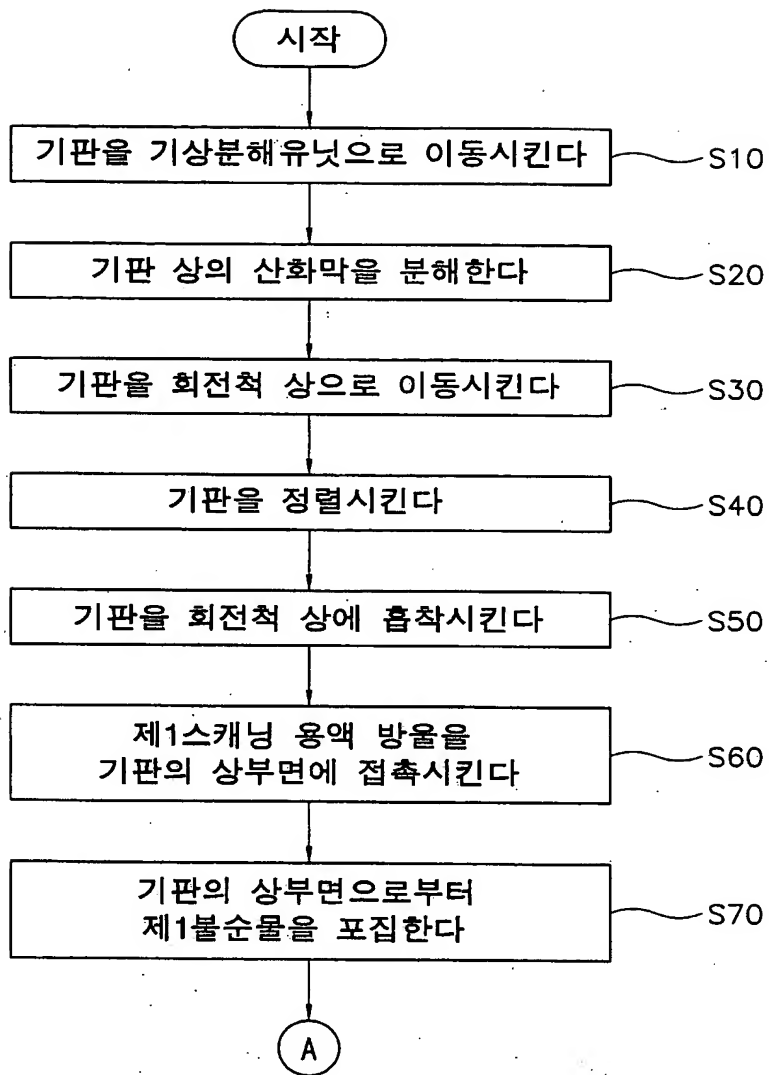 시작
기판을 기상분해유닛으로 이동시킨다
S10
기판 상의 산화막을 분해한다
S20
기판을 회전척 상으로 이동시킨다
S30
기판을 정렬시킨다
S40
기판을 회전척 상에 흡착시킨다
S50
제1스캐닝 용액 방울을
기판의 상부면에 접촉시킨다
S60
기판의 상부면으로부터
제1불순물을 포집한다
S70
A